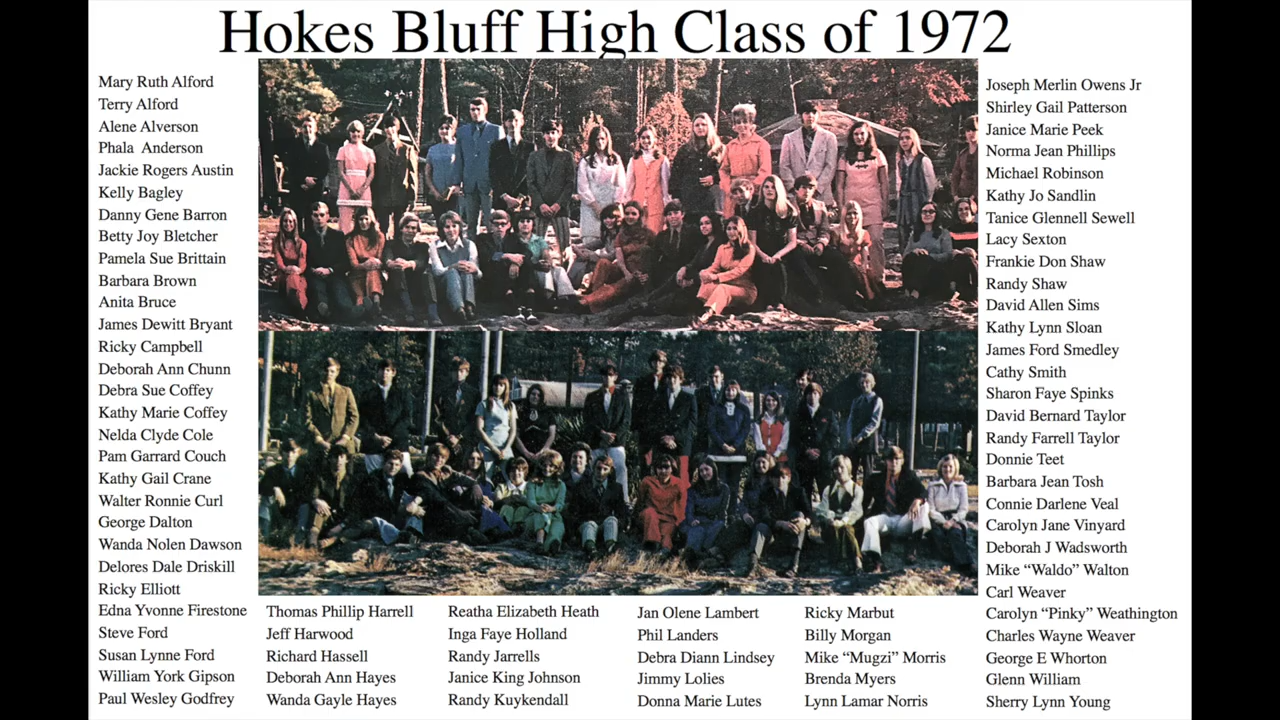 Hokes Bluff High Class of 1972
Mary Ruth Alford
Terry Alford
Alene Alverson
Phala Anderson
Jackie Rogers Austin
Kelly Bagley
Danny Gene Barron
Betty Joy Bletcher
Pamela Sue Brittain
Barbara Brown
Anita Bruce
James Dewitt Bryant
Ricky Campbell
Deborah Ann Chunn
Debra Sue Coffey
Kathy Marie Coffey
Nelda Clyde Cole
Pam Garrard Couch
Kathy Gail Crane
Walter Ronnie Curl
George Dalton
Wanda Nolen Dawson
Delores Dale Driskill
Ricky Elliott
Edna Yvonne Firestone
Steve Ford
Susan Lynne Ford
William York Gipson
Paul Wesley Godfrey
Thomas Phillip Harrell
Jeff Harwood
Richard Hassell
Deborah Ann Hayes
Wanda Gayle Hayes
Reatha Elizabeth Heath
Inga Faye Holland
Randy Jarrells
Janice King Johnson
Randy Kuykendall
Jan Olene Lambert
Phil Landers
Debra Diann Lindsey
Jimmy Lolies
Donna Marie Lutes
Ricky Marbut
Billy Morgan
Mike “Mugzi” Morris
Brenda Myers
Lynn Lamar Norris
Joseph Merlin Owens Jr
Shirley Gail Patterson
Janice Marie Peek
Norma Jean Phillips
Michael Robinson
Kathy Jo Sandlin
Tanice Glennell Sewell
Lacy Sexton
Frankie Don Shaw
Randy Shaw
David Allen Sims
Kathy Lynn Sloan
James Ford Smedley
Cathy Smith
Sharon Faye Spinks
David Bernard Taylor
Randy Farrell Taylor
Donnie Teet
Barbara Jean Tosh
Connie Darlene Veal
Carolyn Jane Vinyard
Deborah J Wadsworth
Mike “Waldo” Walton
Carl Weaver
Carolyn “Pinky” Weathington
Charles Wayne Weaver
George E Whorton
Glenn William
Sherry Lynn Young